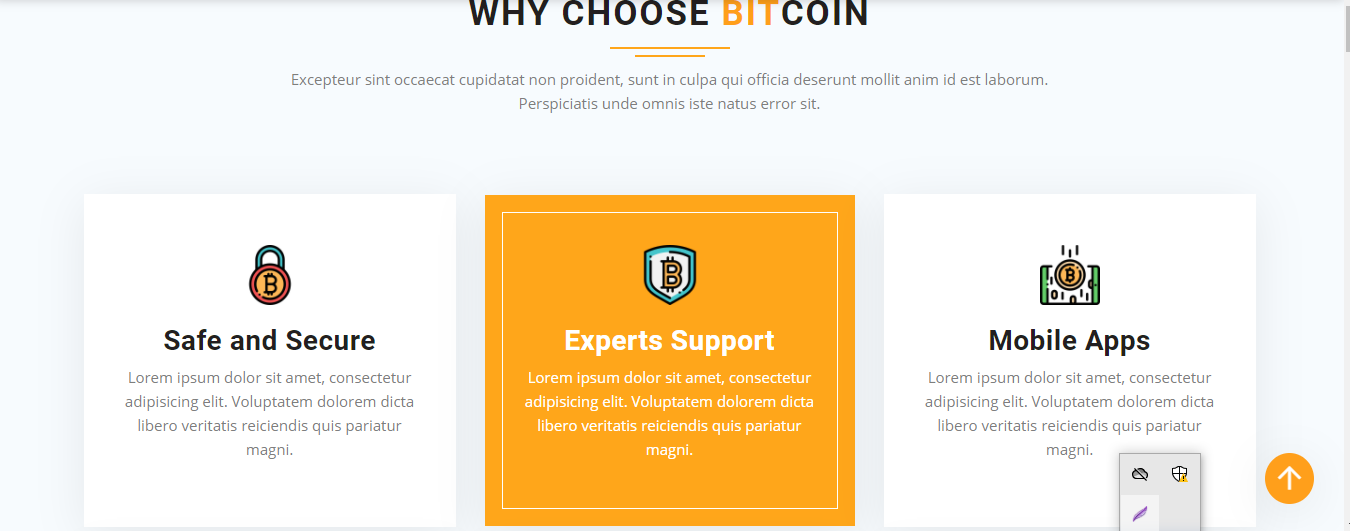 WHY CHOOSE BITCOIN
Excepteur sint occaecat cupidatat non proident, sunt in culpa qui officia deserunt mollit anim id est laborum.
Perspiciatis unde omnis iste natus error sit.
Safe and Secure
Lorem ipsum dolor sit amet, consectetur
adipisicing elit. Voluptatem dolorem dicta
libero veritatis reiciendis quis pariatur
magni.
Experts Support
Lorem ipsum dolor sit amet, consectetur
adipisicing elit. Voluptatem dolorem dicta
libero veritatis reiciendis quis pariatur
magni.
Mobile Apps
Lorem ipsum dolor sit amet, consectetur
adipisicing elit. Voluptatem dolorem dicta
libero veritatis reiciendis quis pariatur
magni.